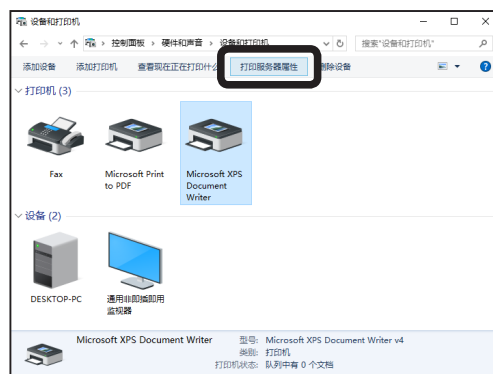 设备和打印机
控制面板 › 硬件和声音 › 设备和打印机
搜索"设备和打印机"
添加设备 添加打印机 查看现在正在打印什么 打印服务器属性 删除设备
打印机 (3)
Fax
Microsoft Print
to PDF
Microsoft XPS
Document
Writer
设备 (2)
DESKTOP-PC
通用非即插即用
监视器
Microsoft XPS Document Writer
型号: Microsoft XPS Document Writer v4
类别: 打印机
打印机状态: 队列中有 0 个文档